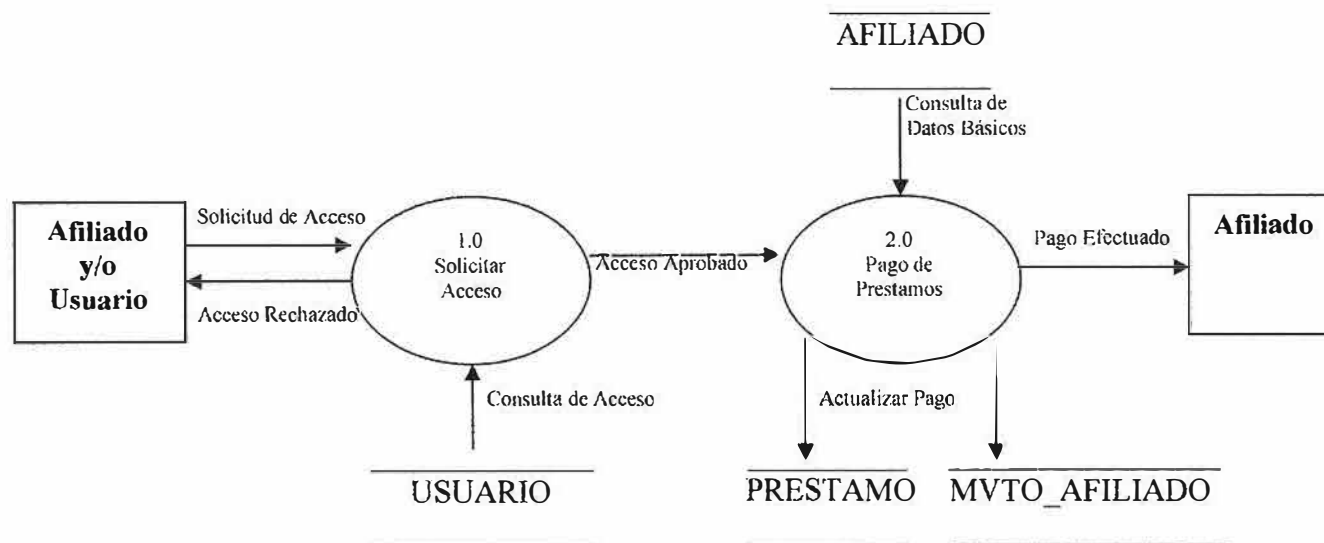 AFILIADO
Consulta de
Datos Básicos
Afiliado
y/o
Usuario
Solicitud de Acceso
Acceso Rechazado
1.0
Solicitar
Acceso
Acceso Aprobado
2.0
Pago de
Prestamos
Pago Efectuado
Afiliado
Consulta de Acceso
Actualizar Pago
USUARIO
PRESTAMO
MVTO_AFILIADO